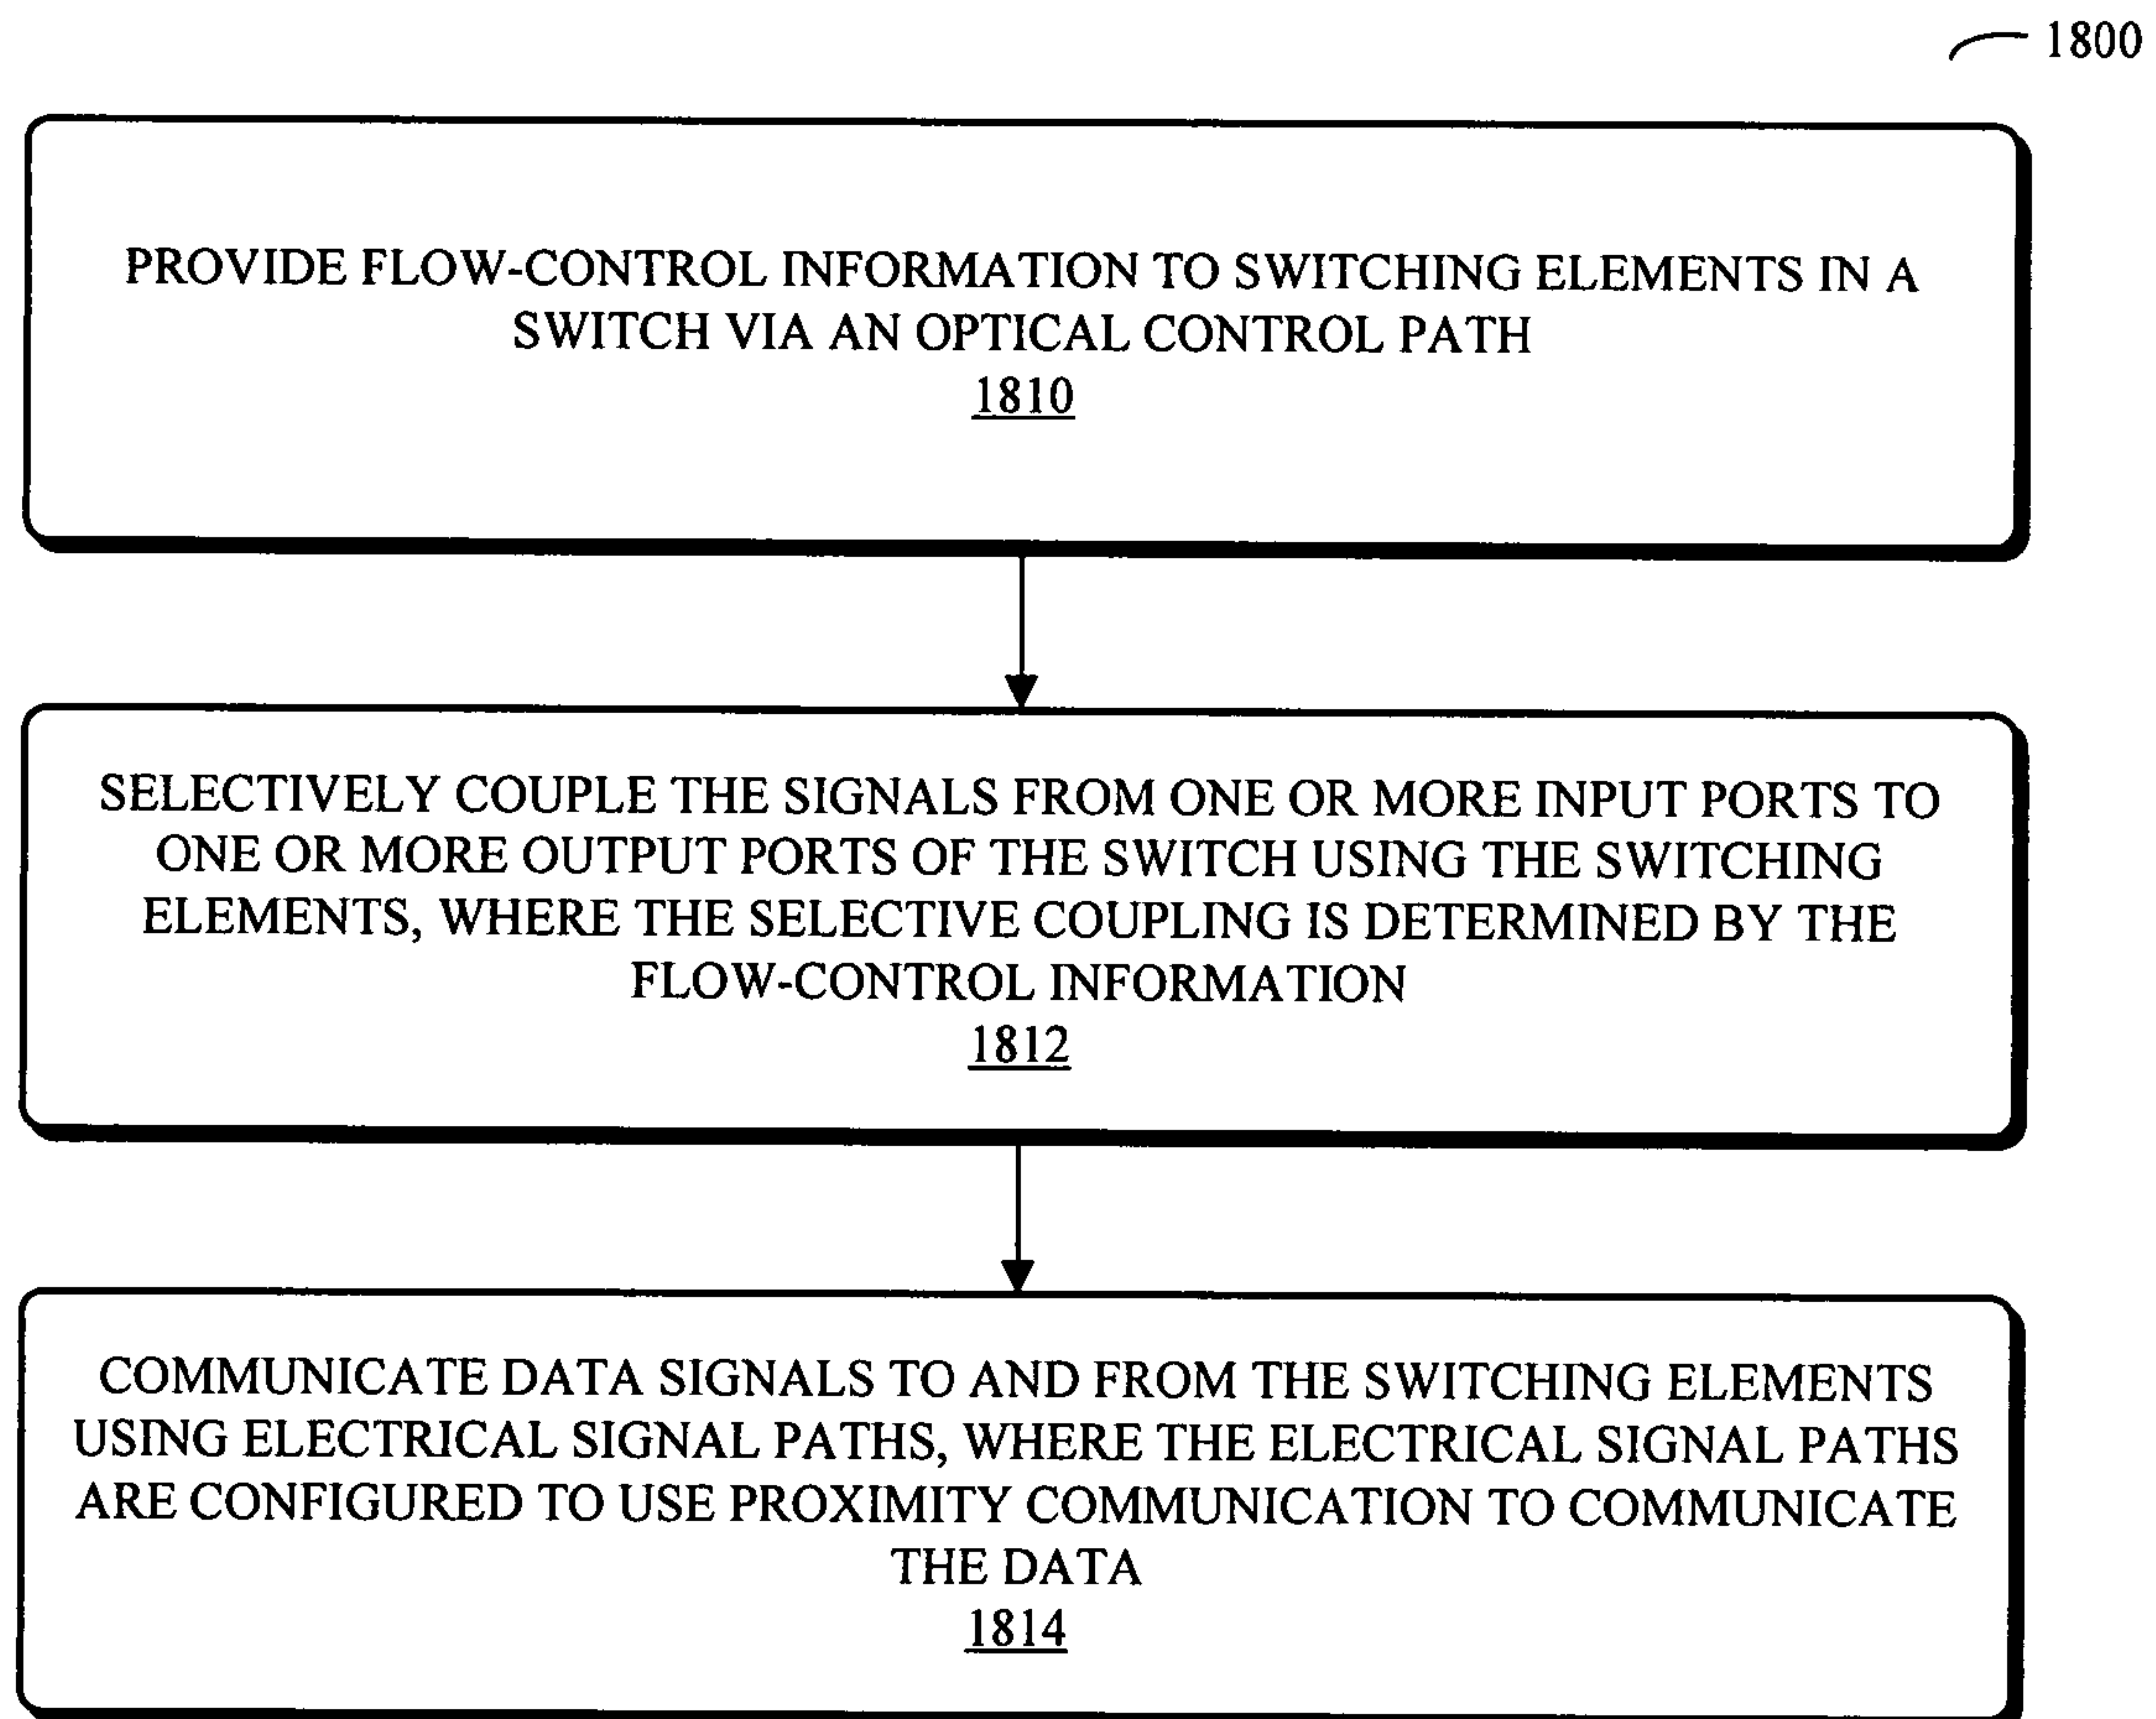 1800
PROVIDE FLOW-CONTROL INFORMATION TO SWITCHING ELEMENTS IN A
SWITCH VIA AN OPTICAL CONTROL PATH
1810
SELECTIVELY COUPLE THE SIGNALS FROM ONE OR MORE INPUT PORTS TO
ONE OR MORE OUTPUT PORTS OF THE SWITCH USING THE SWITCHING
ELEMENTS, WHERE THE SELECTIVE COUPLING IS DETERMINED BY THE
FLOW-CONTROL INFORMATION
1812
COMMUNICATE DATA SIGNALS TO AND FROM THE SWITCHING ELEMENTS
USING ELECTRICAL SIGNAL PATHS, WHERE THE ELECTRICAL SIGNAL PATHS
ARE CONFIGURED TO USE PROXIMITY COMMUNICATION TO COMMUNICATE
THE DATA
1814